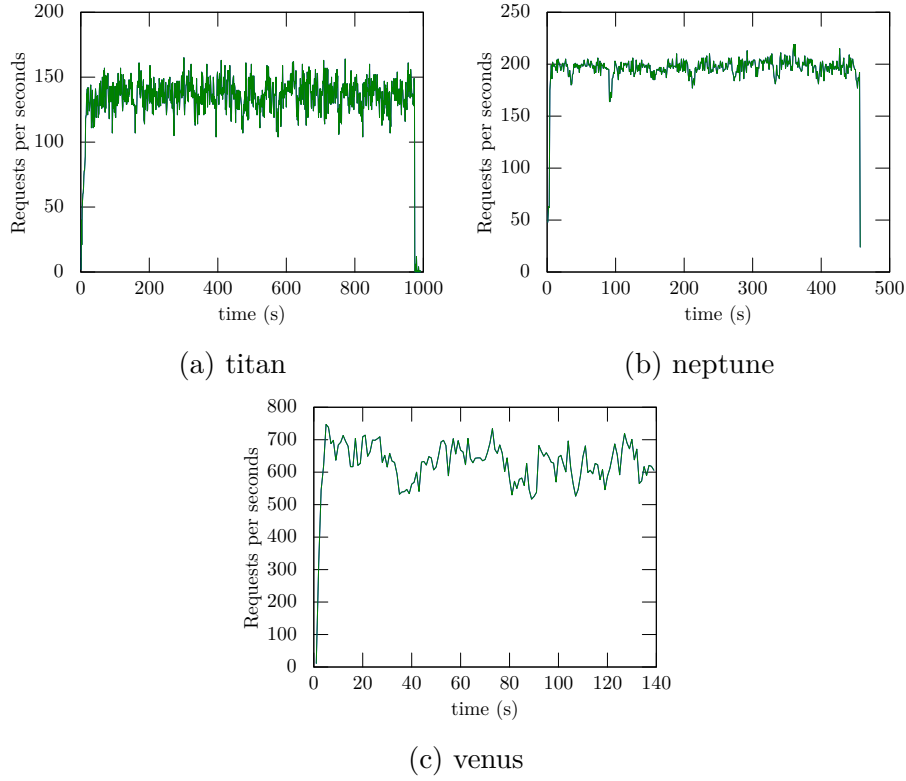 200
150
100
50
0
Requests per seconds
0 200 400 600 800 1000
time (s)
(a) titan
250
200
150
100
50
0
Requests per seconds
0 100 200 300 400 500
time (s)
(b) neptune
800
700
600
500
400
300
200
100
0
Requests per seconds
0 20 40 60 80 100 120 140
time (s)
(c) venus